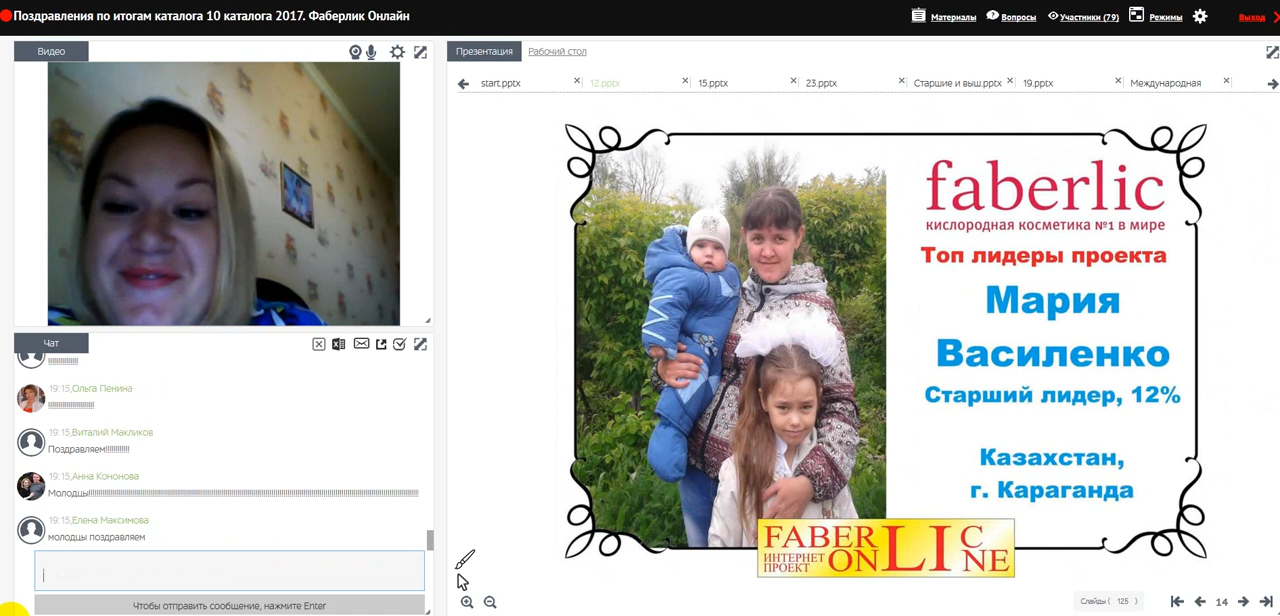 Поздравления по итогам каталога 10 каталога 2017. Фаберлик Онлайн
Материалы
Вопросы
Участники (79)
Режимы
Выход
Видео
Презентация
Рабочий стол
start.pptx
12.pptx
15.pptx
23.pptx
Старшие и выш.pptx
19.pptx
Международная
faberlic
кислородная косметика №1 в мире
Топ лидеры проекта
Мария
Василенко
Старший лидер, 12%
Казахстан,
г. Караганда
FABERLIC
ИНТЕРНЕТ ПРОЕКТ ONLINE
Чат
!!!!!!!!!!!!!!!
19:15,Ольга Пенина
!!!!!!!!!!!!!!!!!!!!!!!
19:15,Виталий Макликов
Поздравляем!!!!!!!!!!!!
19:15,Анна Кононова
Молодцы!!!!!!!!!!!!!!!!!!!!!!!!!!!!!!!!!!!!!!!!!!!!!!!!!!!!!!!!!!!!!!!!!!!!!!!!!!!!!!!!!!!!!!!!!!!!!!!!!!!!!!!!!!!!!!!!!!!!!!!!!!!!!!!!!!!!!!!!!!!!
19:15,Елена Максимова
молодцы поздравляем
Чтобы отправить сообщение, нажмите Enter
Слайды ( 125 )
14